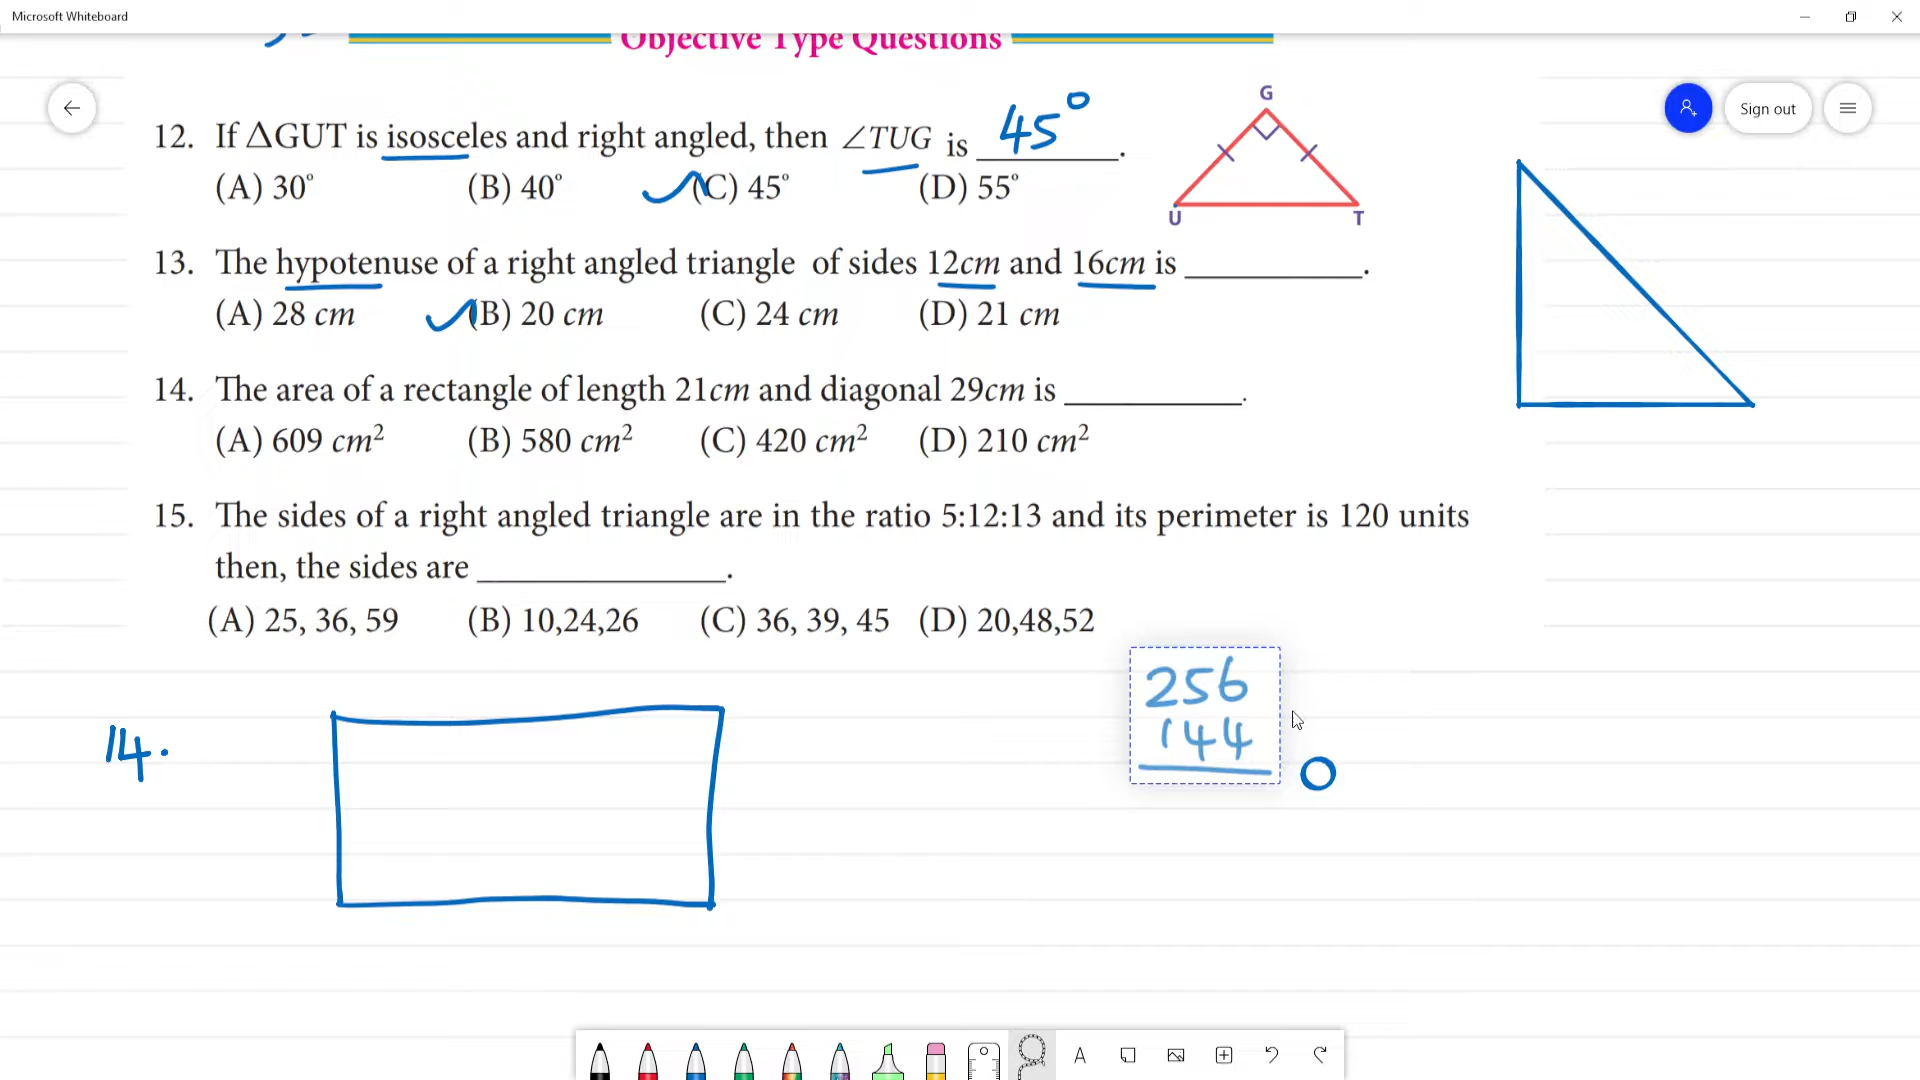 Microsoft Whiteboard
Objective Type Questions
Sign out
12. If ΔGUT is isosceles and right angled, then ∠TUG is 45° .
(A) 30° (B) 40° (C) 45° (D) 55°
G
U T
13. The hypotenuse of a right angled triangle of sides 12cm and 16cm is ___________.
(A) 28 cm (B) 20 cm (C) 24 cm (D) 21 cm
14. The area of a rectangle of length 21cm and diagonal 29cm is ___________.
(A) 609 cm² (B) 580 cm² (C) 420 cm² (D) 210 cm²
15. The sides of a right angled triangle are in the ratio 5:12:13 and its perimeter is 120 units
then, the sides are _______________.
(A) 25, 36, 59 (B) 10,24,26 (C) 36, 39, 45 (D) 20,48,52
256
144
0
14.
A